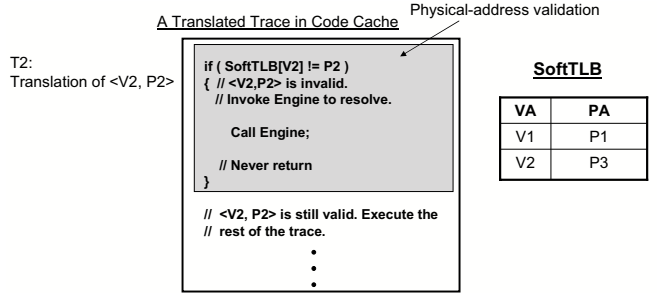 A Translated Trace in Code Cache
Physical-address validation
T2:
Translation of <V2, P2>
if ( SoftTLB[V2] != P2 )
{ // <V2,P2> is invalid.
// Invoke Engine to resolve.
Call Engine;
// Never return
}
// <V2, P2> is still valid. Execute the
// rest of the trace.
SoftTLB
VA PA
V1 P1
V2 P3